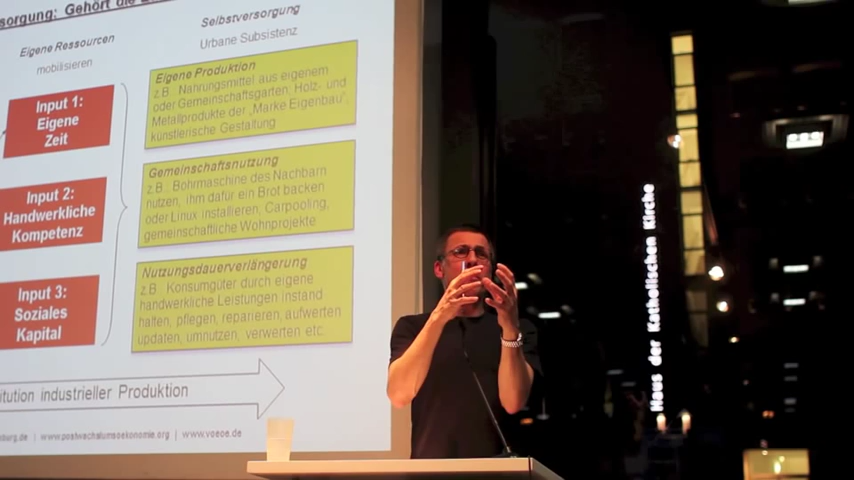 sorgung: Gehört die
Eigene Ressourcen
mobilisieren
Selbstversorgung
Urbane Subsistenz
Input 1:
Eigene
Zeit
Input 2:
Handwerkliche
Kompetenz
Input 3:
Soziales
Kapital
Eigene Produktion
z.B. Nahrungsmittel aus eigenem
oder Gemeinschaftsgarten, Holz- und
Metallprodukte der „Marke Eigenbau",
künstlerische Gestaltung
Gemeinschaftsnutzung
z.B. Bohrmaschine des Nachbarn
nutzen, ihm dafür ein Brot backen
oder Linux installieren, Carpooling,
gemeinschaftliche Wohnprojekte
Nutzungsdauerverlängerung
z.B. Konsumgüter durch eigene
handwerkliche Leistungen instand
halten, pflegen, reparieren, aufwerten
updaten, umnutzen, verwerten etc.
itution industrieller Produktion
burg.de | www.postwachstumsoekonomie.org | www.voeoe.de
Haus der Katholischen Kirche